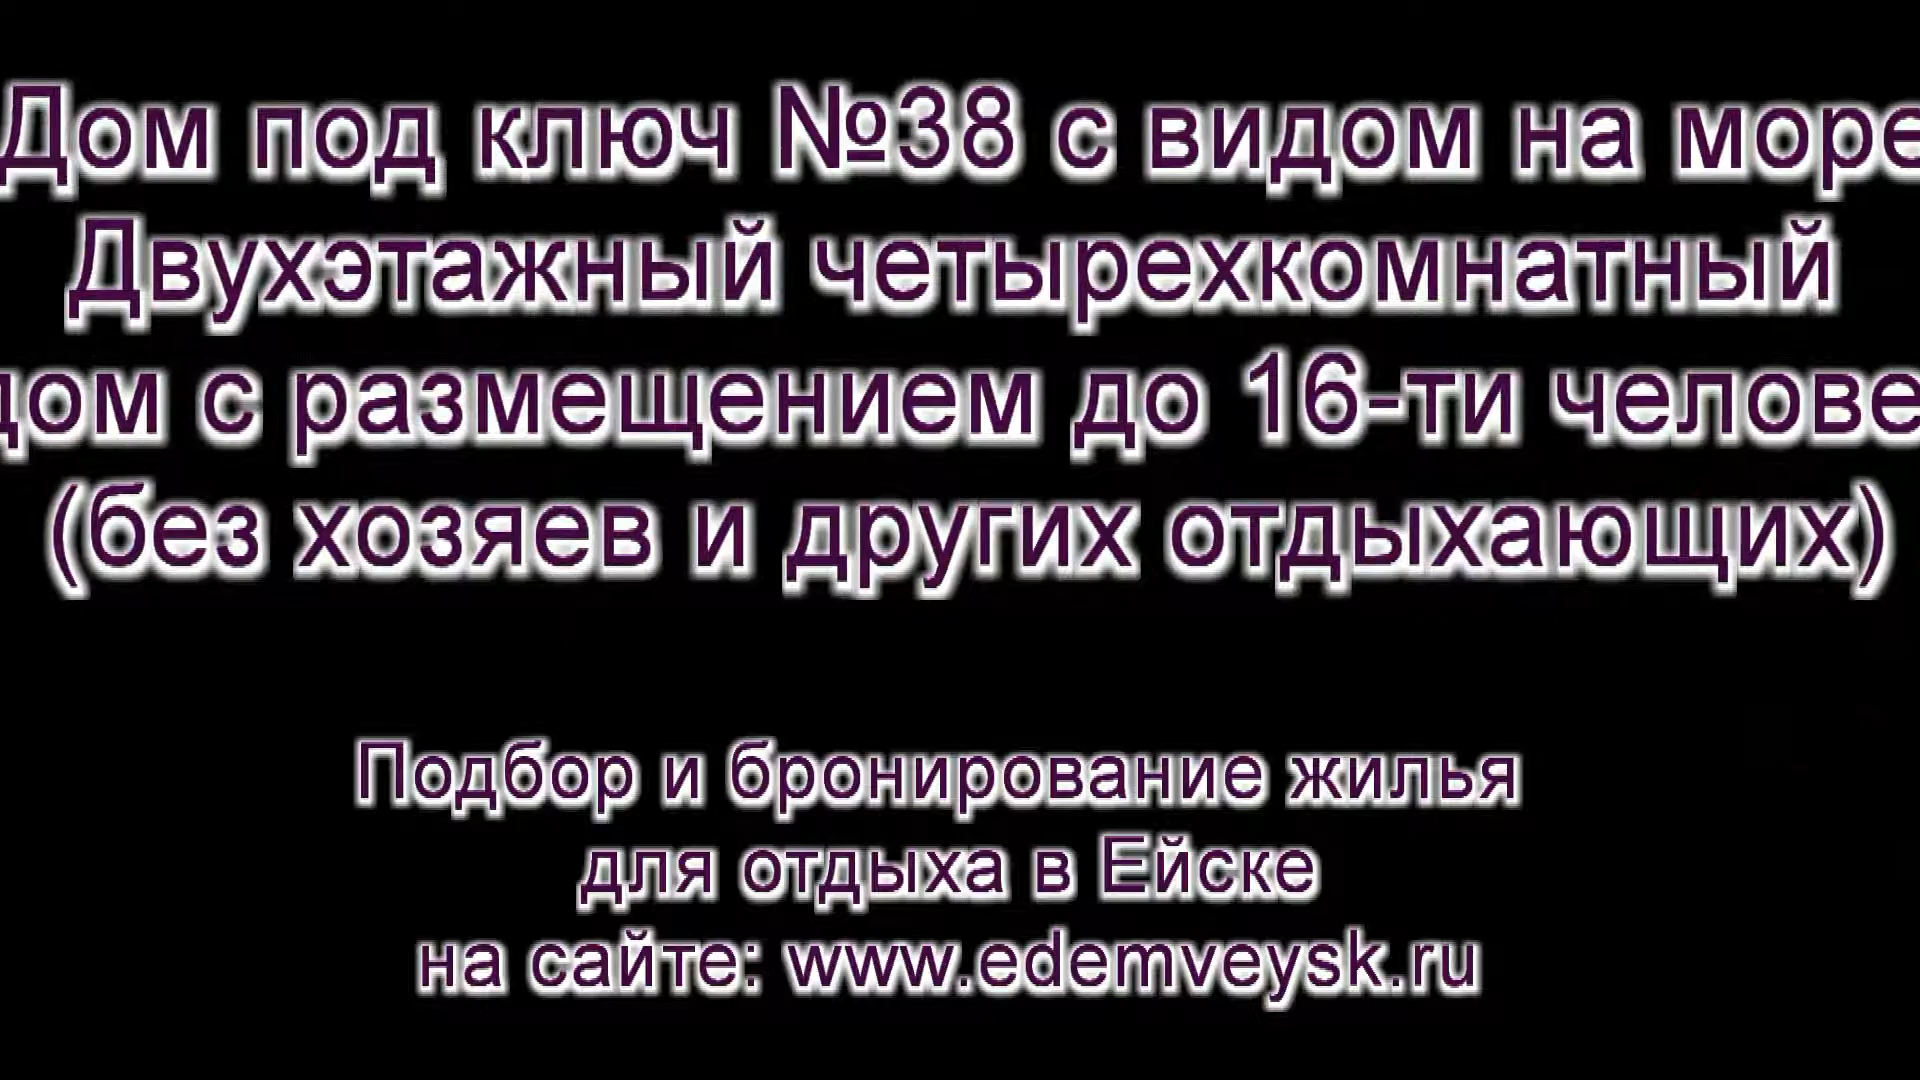 Дом под ключ №38 с видом на море
Двухэтажный четырехкомнатный
дом с размещением до 16-ти челове
(без хозяев и других отдыхающих)
Подбор и бронирование жилья
для отдыха в Ейске
на сайте: www.edemveysk.ru